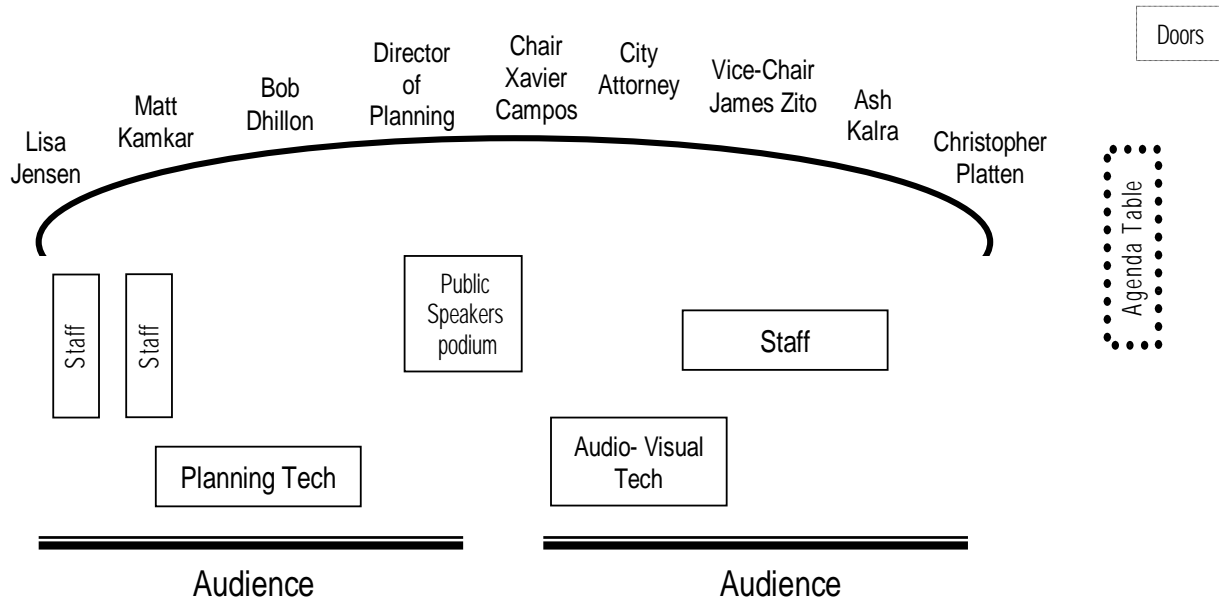 Doors
Lisa
Jensen
Matt
Kamkar
Bob
Dhillon
Director
of
Planning
Chair
Xavier
Campos
City
Attorney
Vice-Chair
James Zito
Ash
Kalra
Christopher
Platten
Agenda Table
Staff
Staff
Public
Speakers
podium
Staff
Planning Tech
Audio- Visual
Tech
Audience
Audience